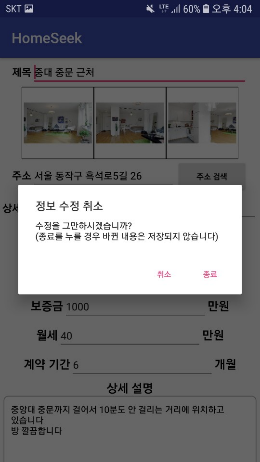 SKT LTE 60% 오후 4:04
HomeSeek
제목 중대 중문 근처
주소 서울 동작구 흑석로5길 26 주소 검색
상세
정보 수정 취소
수정을 그만하시겠습니까?
(종료를 누를 경우 바뀐 내용은 저장되지 않습니다)
취소 종료
보증금 1000 만원
월세 40 만원
계약 기간 6 개월
상세 설명
중앙대 중문까지 걸어서 10분도 안 걸리는 거리에 위치하고
있습니다
방 깔끔합니다